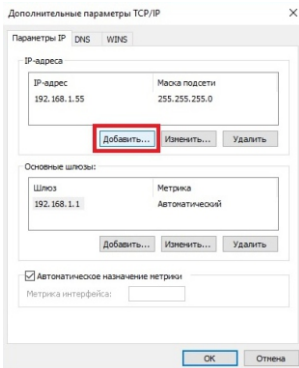 Дополнительные параметры TCP/IP
Параметры IP DNS WINS
IP-адреса
IP-адрес Маска подсети
192.168.1.55 255.255.255.0
Добавить... Изменить... Удалить
Основные шлюзы:
Шлюз Метрика
192.168.1.1 Автоматический
Добавить... Изменить... Удалить
Автоматическое назначение метрики
Метрика интерфейса:
ОК Отмена